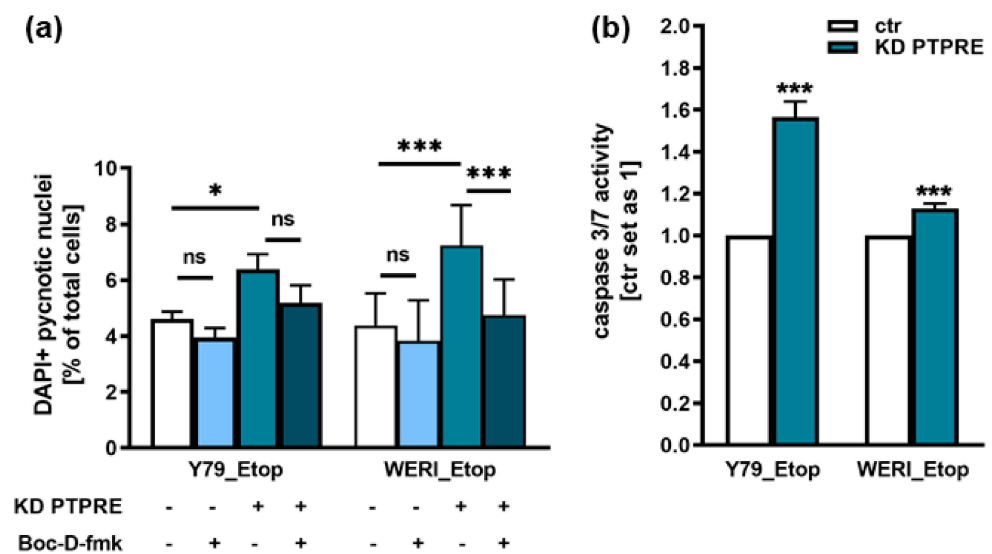 (a)
DAPI+ pycnotic nuclei
[% of total cells]
10
8
6
4
2
0
*
ns
ns
***
***
ns
Y79_Etop
WERI_Etop
KD PTPRE - - + + - - + +
Boc-D-fmk - + - + - + - +
(b)
ctr
KD PTPRE
caspase 3/7 activity
[ctr set as 1]
2.0
1.8
1.6
1.4
1.2
1.0
0.8
0.6
0.4
0.2
0.0
***
***
Y79_Etop
WERI_Etop